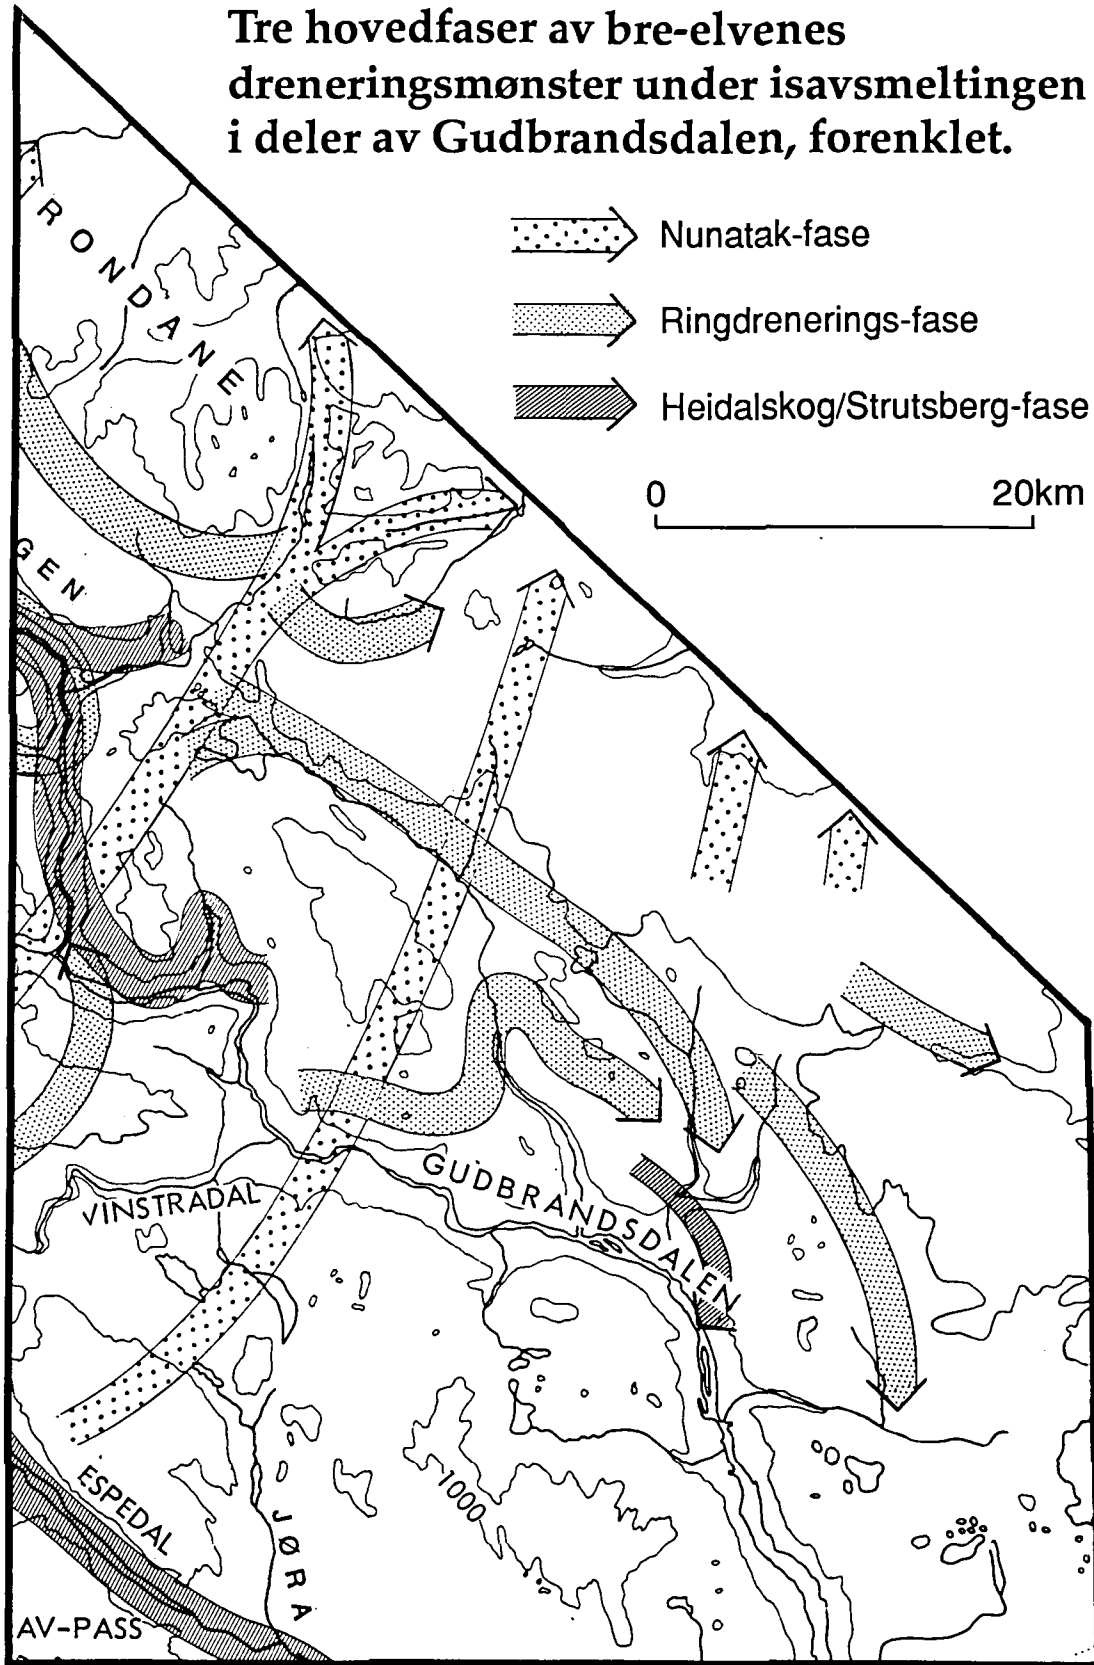 Tre hovedfaser av bre-elvenes
dreneringsmønster under isavsmeltingen
i deler av Gudbrandsdalen, forenklet.
Nunatak-fase
Ringdrenerings-fase
Heidalskog/Strutsberg-fase
0 20km
RONDANE
GEN
VINSTRADAL
GUDBRANDSDALEN
ESPEDAL
JØRA
1000
AV-PASS